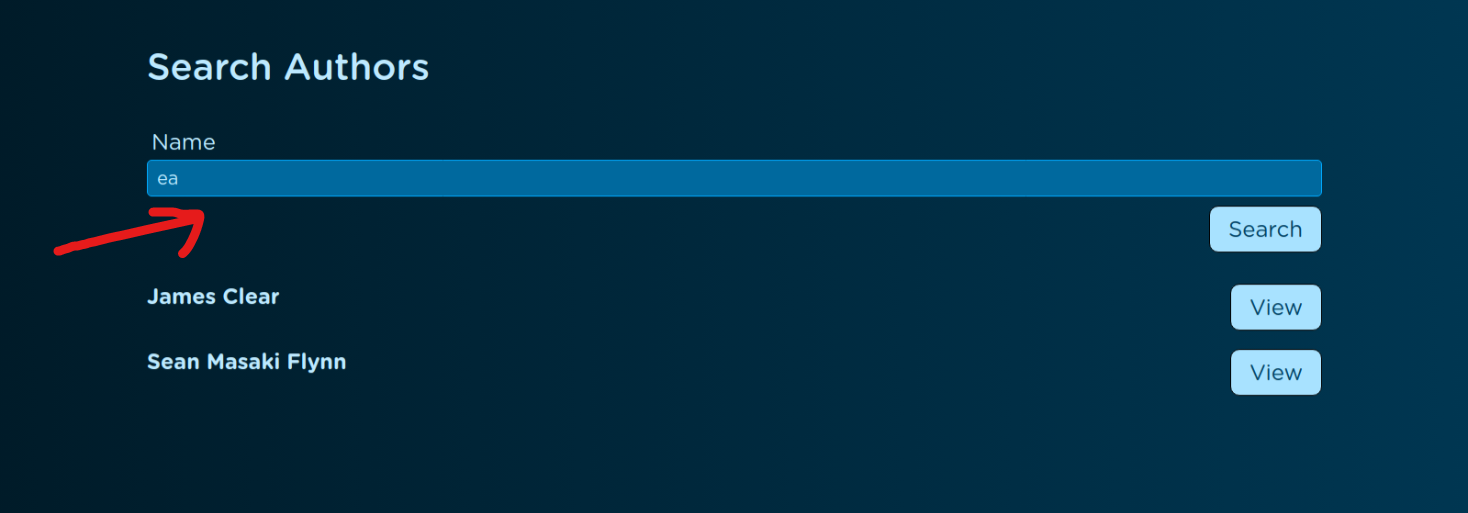 Search Authors
Name
ea
Search
James Clear
View
Sean Masaki Flynn
View